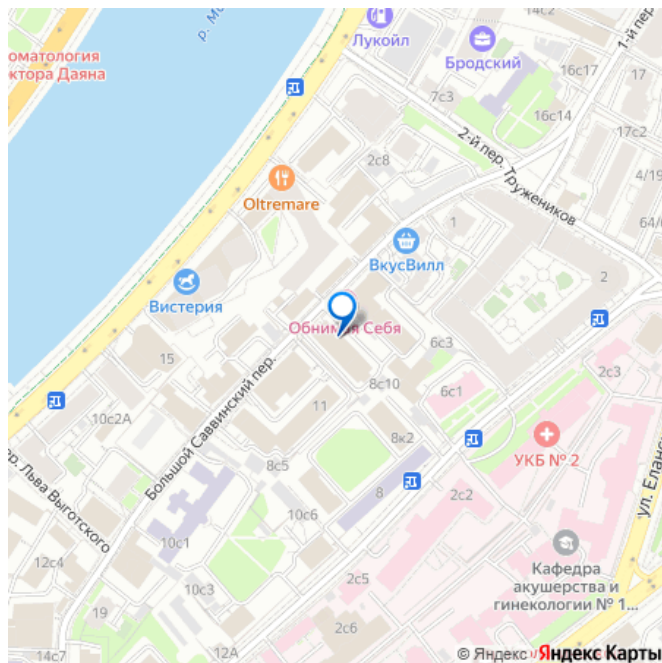 р. Мо
оматология
ктора Даяна
Лукойл
Бродский
1-й пер.
16с17
17
7с3
16с14
17с2
2-й пер. Тружеников
4/19
64/
2с8
Oltremare
1
ВкусВилл
2
Вистерия
Обнимая Себя
6с3
15
2с3
8с10
6с1
10с2А
Большой Саввинский пер.
11
8к2
УКБ № 2
ул. Еланс
ер. Льва Выготского
8с5
8
2с2
10с6
10с1
12с4
Кафедра
акушерства и
гинекологии № 1...
10с3
2с5
19
2с6
14с7
12А
© Яндекс Яндекс Карты